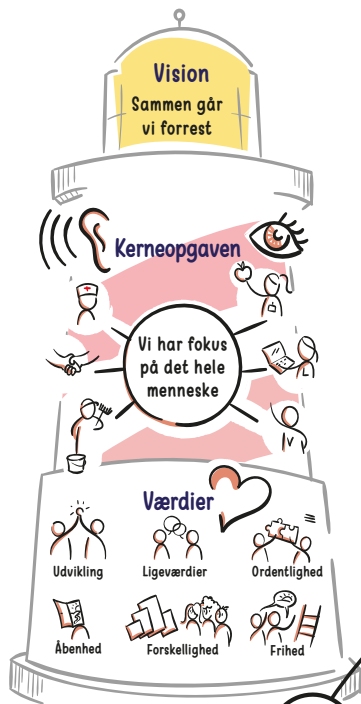 Vision
Sammen går
vi forrest
Kerneopgaven
Vi har fokus
på det hele
menneske
Værdier
Udvikling
Ligeværdier
Ordentlighed
Åbenhed
Forskellighed
Frihed